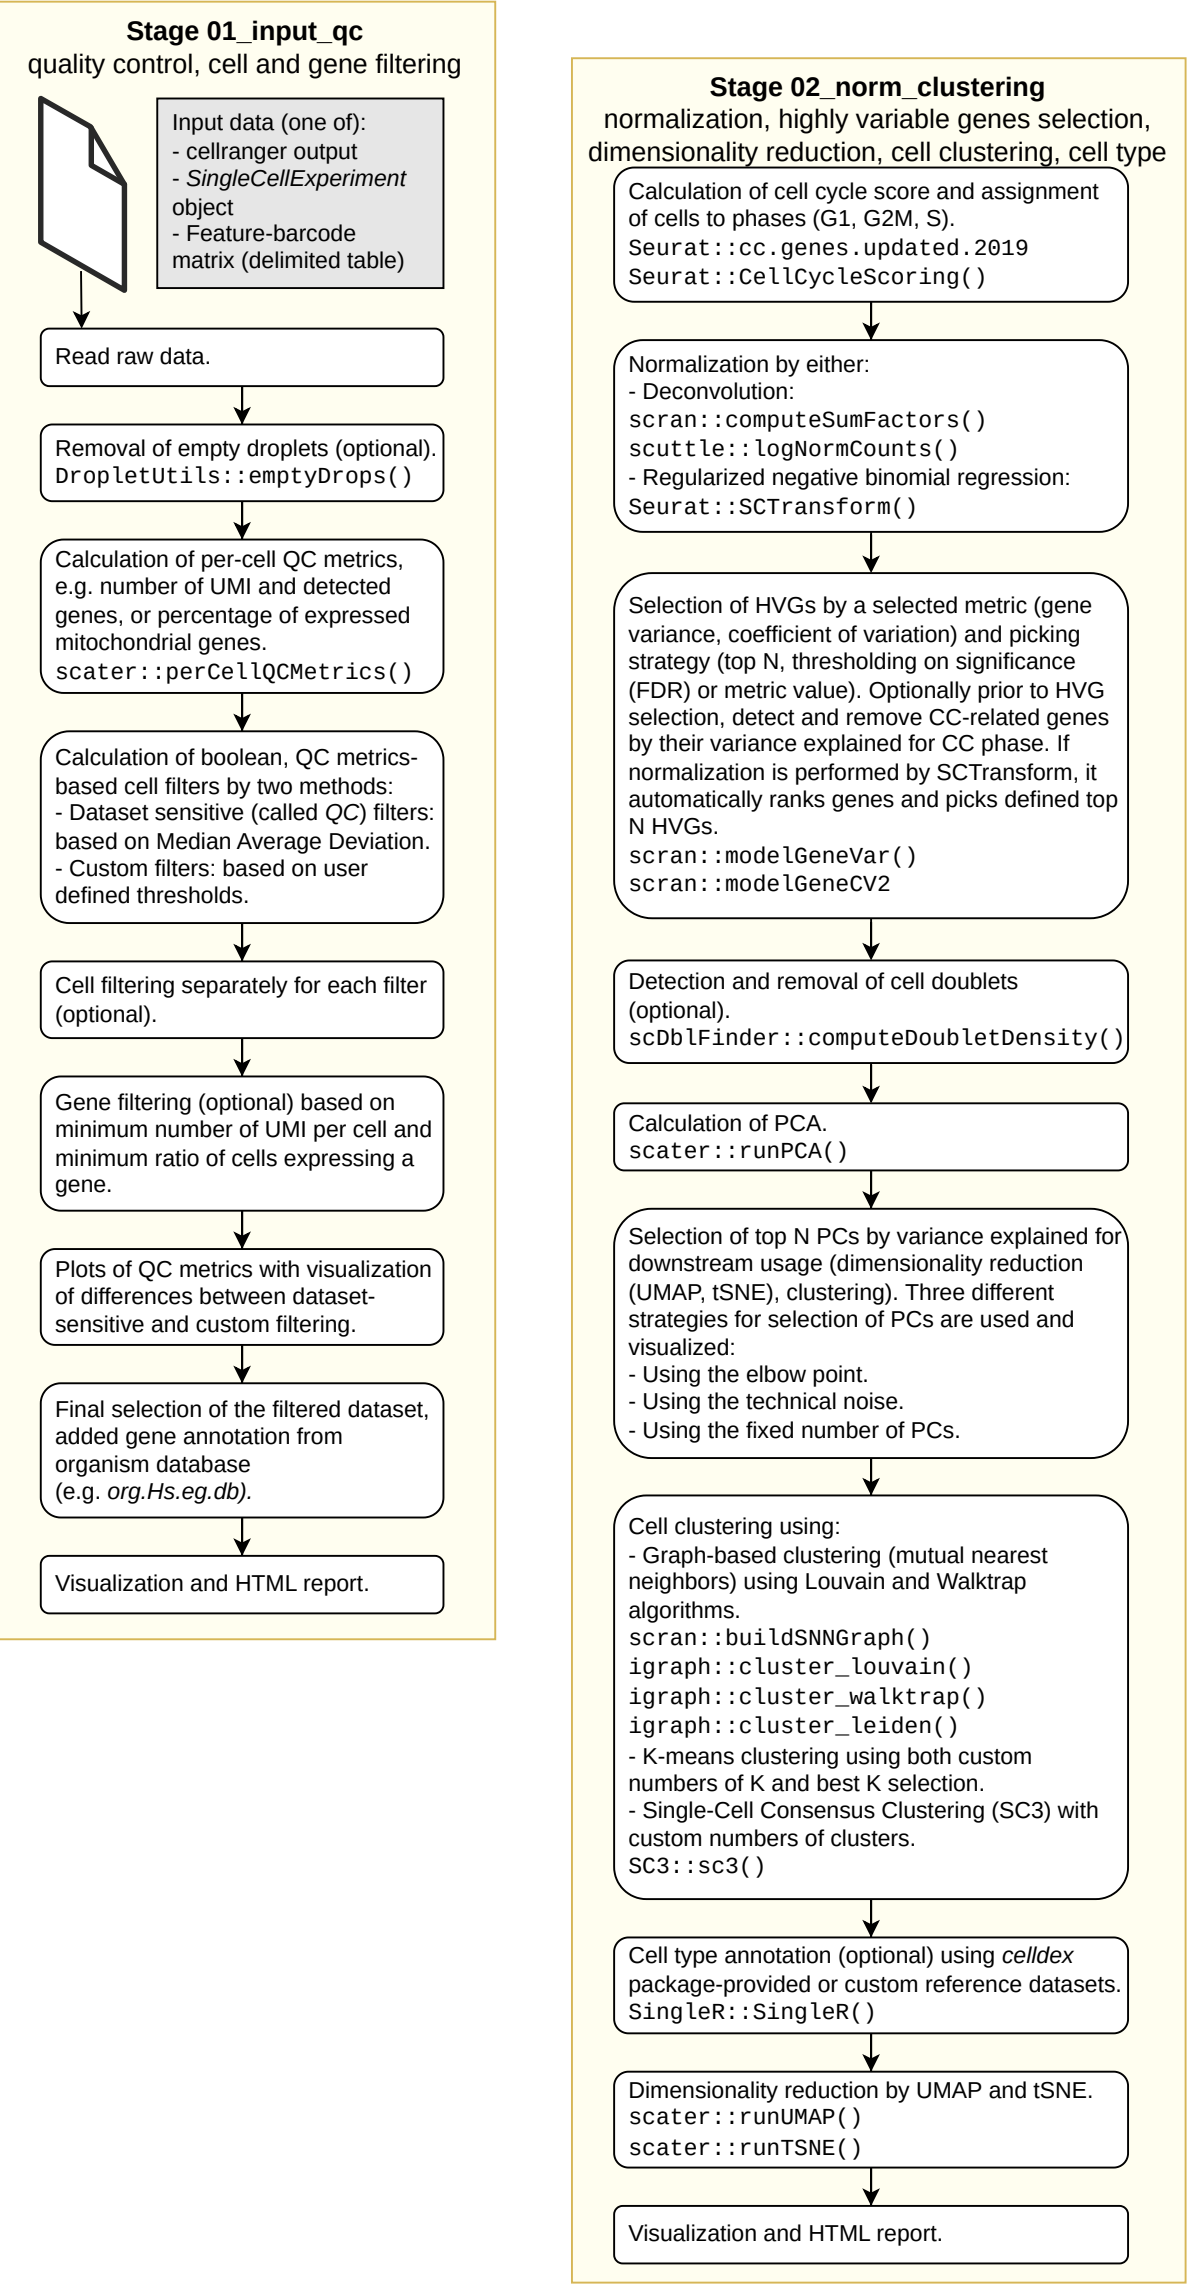 Stage 01_input_qc
quality control, cell and gene filtering
Input data (one of):
- cellranger output
- SingleCellExperiment
object
- Feature-barcode
matrix (delimited table)
Read raw data.
Removal of empty droplets (optional).
DropletUtils::emptyDrops()
Calculation of per-cell QC metrics,
e.g. number of UMI and detected
genes, or percentage of expressed
mitochondrial genes.
scater::perCellQCMetrics()
Calculation of boolean, QC metrics-
based cell filters by two methods:
- Dataset sensitive (called QC) filters:
based on Median Average Deviation.
- Custom filters: based on user
defined thresholds.
Cell filtering separately for each filter
(optional).
Gene filtering (optional) based on
minimum number of UMI per cell and
minimum ratio of cells expressing a
gene.
Plots of QC metrics with visualization
of differences between dataset-
sensitive and custom filtering.
Final selection of the filtered dataset,
added gene annotation from
organism database
(e.g. org.Hs.eg.db).
Visualization and HTML report.
Stage 02_norm_clustering
normalization, highly variable genes selection,
dimensionality reduction, cell clustering, cell type
Calculation of cell cycle score and assignment
of cells to phases (G1, G2M, S).
Seurat::cc.genes.updated.2019
Seurat::CellCycleScoring()
Normalization by either:
- Deconvolution:
scran::computeSumFactors()
scuttle::logNormCounts()
- Regularized negative binomial regression:
Seurat::SCTransform()
Selection of HVGs by a selected metric (gene
variance, coefficient of variation) and picking
strategy (top N, thresholding on significance
(FDR) or metric value). Optionally prior to HVG
selection, detect and remove CC-related genes
by their variance explained for CC phase. If
normalization is performed by SCTransform, it
automatically ranks genes and picks defined top
N HVGs.
scran::modelGeneVar()
scran::modelGeneCV2
Detection and removal of cell doublets
(optional).
scDblFinder::computeDoubletDensity()
Calculation of PCA.
scater::runPCA()
Selection of top N PCs by variance explained for
downstream usage (dimensionality reduction
(UMAP, tSNE), clustering). Three different
strategies for selection of PCs are used and
visualized:
- Using the elbow point.
- Using the technical noise.
- Using the fixed number of PCs.
Cell clustering using:
- Graph-based clustering (mutual nearest
neighbors) using Louvain and Walktrap
algorithms.
scran::buildSNNGraph()
igraph::cluster_louvain()
igraph::cluster_walktrap()
igraph::cluster_leiden()
- K-means clustering using both custom
numbers of K and best K selection.
- Single-Cell Consensus Clustering (SC3) with
custom numbers of clusters.
SC3::sc3()
Cell type annotation (optional) using celldex
package-provided or custom reference datasets.
SingleR::SingleR()
Dimensionality reduction by UMAP and tSNE.
scater::runUMAP()
scater::runTSNE()
Visualization and HTML report.